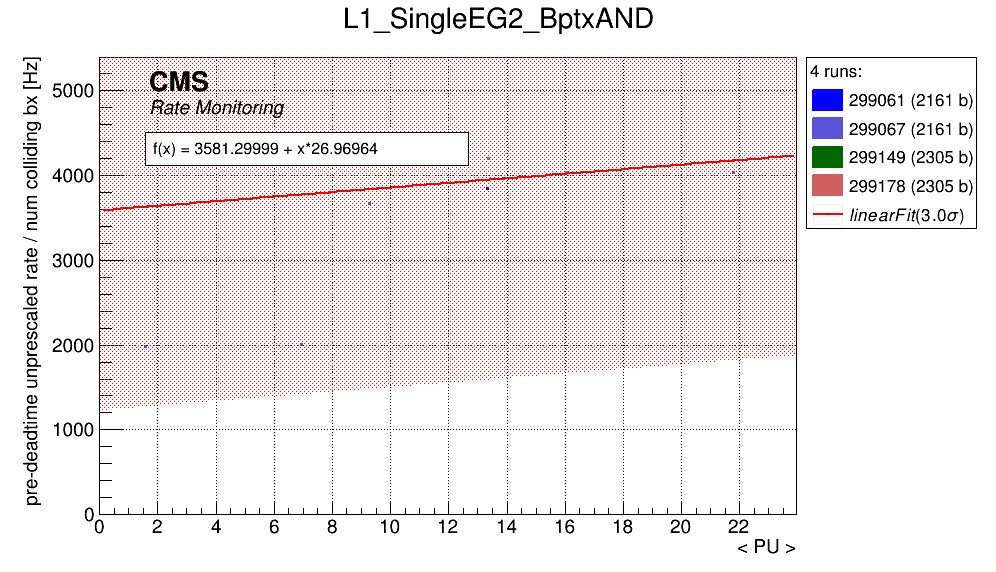 L1_SingleEG2_BptxAND
pre-deadtime unprescaled rate / num colliding bx [Hz]
5000
4000
3000
2000
1000
0
CMS
Rate Monitoring
f(x) = 3581.29999 + x*26.96964
0 2 4 6 8 10 12 14 16 18 20 22
< PU >
4 runs:
299061 (2161 b)
299067 (2161 b)
299149 (2305 b)
299178 (2305 b)
linearFit(3.0σ)